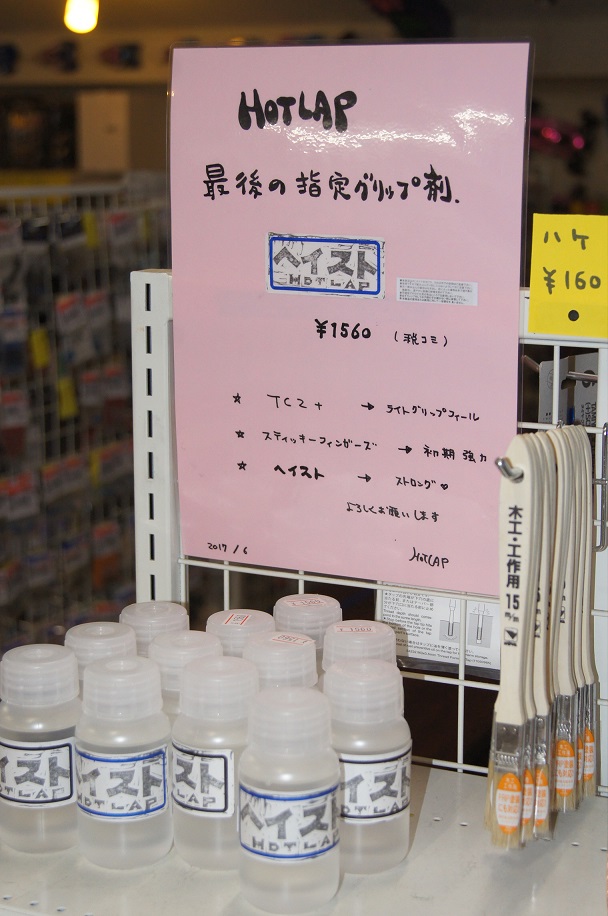 HOTLAP
最後の指定グリップ剤.
ヘイスト
HOTLAP
¥1560 (税コミ)
☆ TCZ+ → ライトグリップフィール
☆ スティッキーフィンガーズ → 初期強力
☆ ヘイスト → ストロング♡
よろしくお願いします
2017/6 HOTLAP
ハケ
¥160
木工・工作用
15m/m
ヘイスト
HOTLAP
ヘイスト
HOTLAP
ヘイスト
HOTLAP
ヘイスト
HOTLAP
ヘイスト
HOTLAP